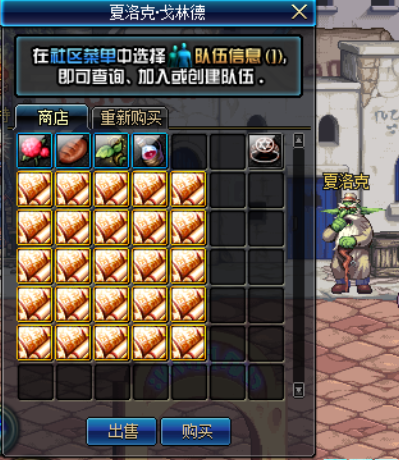 夏洛克·戈林德
在社区菜单中选择 队伍信息(I),
即可查询、加入或创建队伍.
商店 重新购买
夏洛克
出售 购买